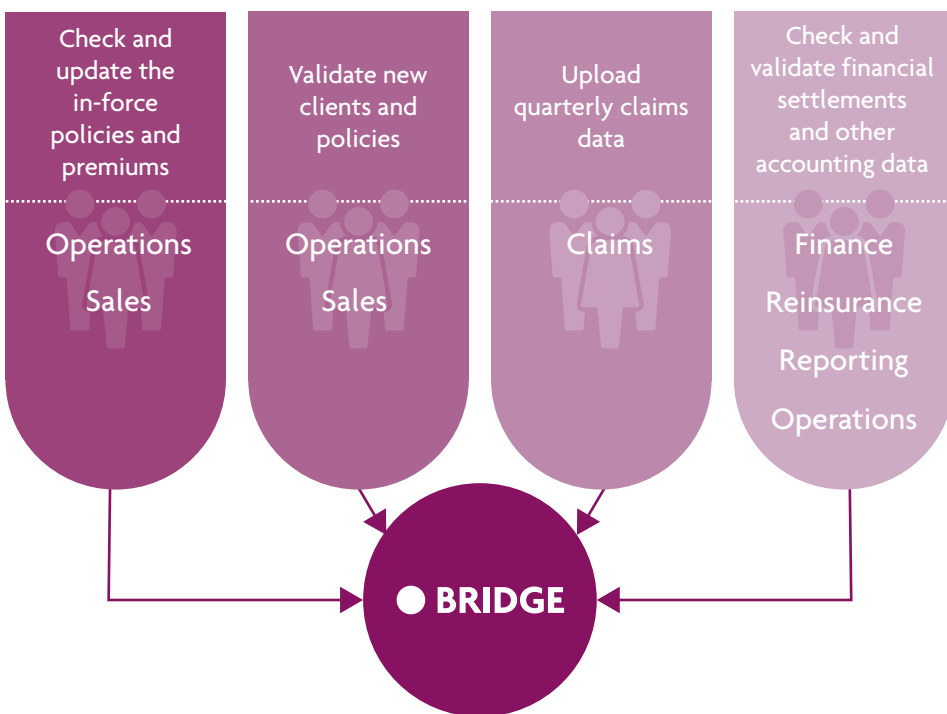 Check and
update the
in-force
policies and
premiums
Operations
Sales
Validate new
clients and
policies
Operations
Sales
Upload
quarterly claims
data
Claims
Check and
validate financial
settlements
and other
accounting data
Finance
Reinsurance
Reporting
Operations
BRIDGE